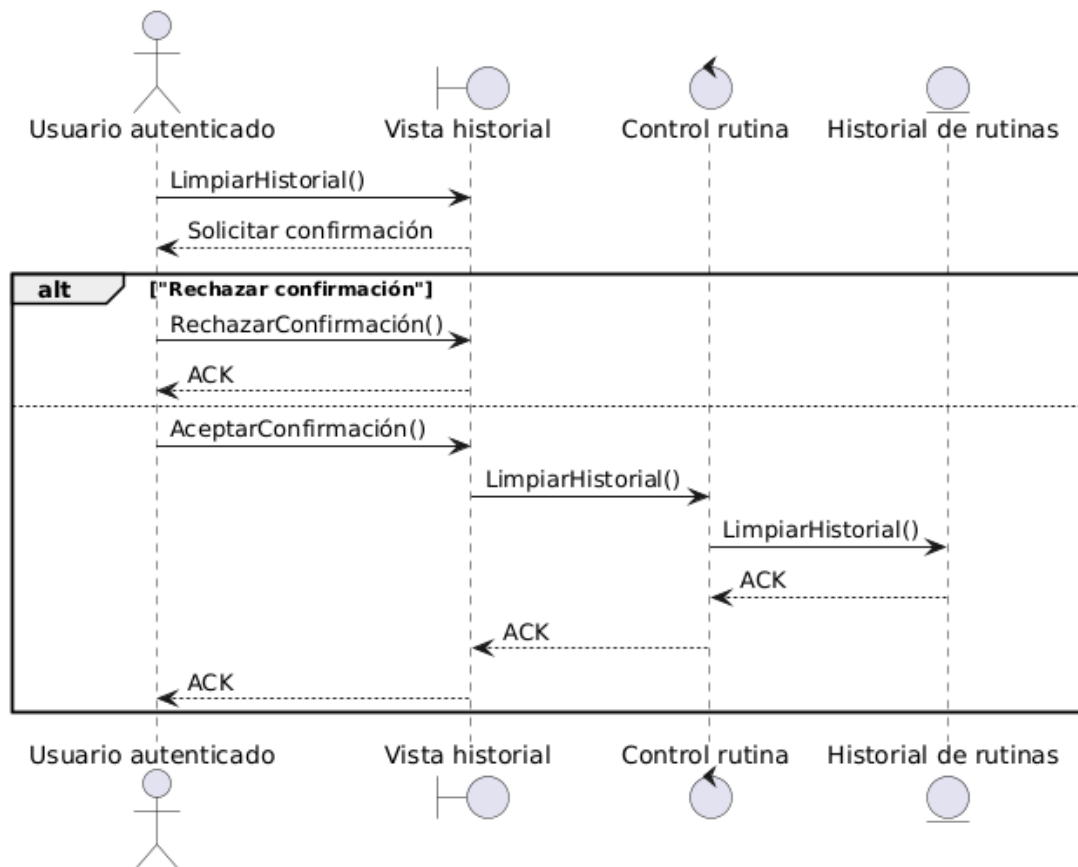 Usuario autenticado
Vista historial
Control rutina
Historial de rutinas
LimpiarHistorial()
Solicitar confirmación
alt
["Rechazar confirmación"]
RechazarConfirmación()
ACK
AceptarConfirmación()
LimpiarHistorial()
LimpiarHistorial()
ACK
ACK
ACK
Usuario autenticado
Vista historial
Control rutina
Historial de rutinas